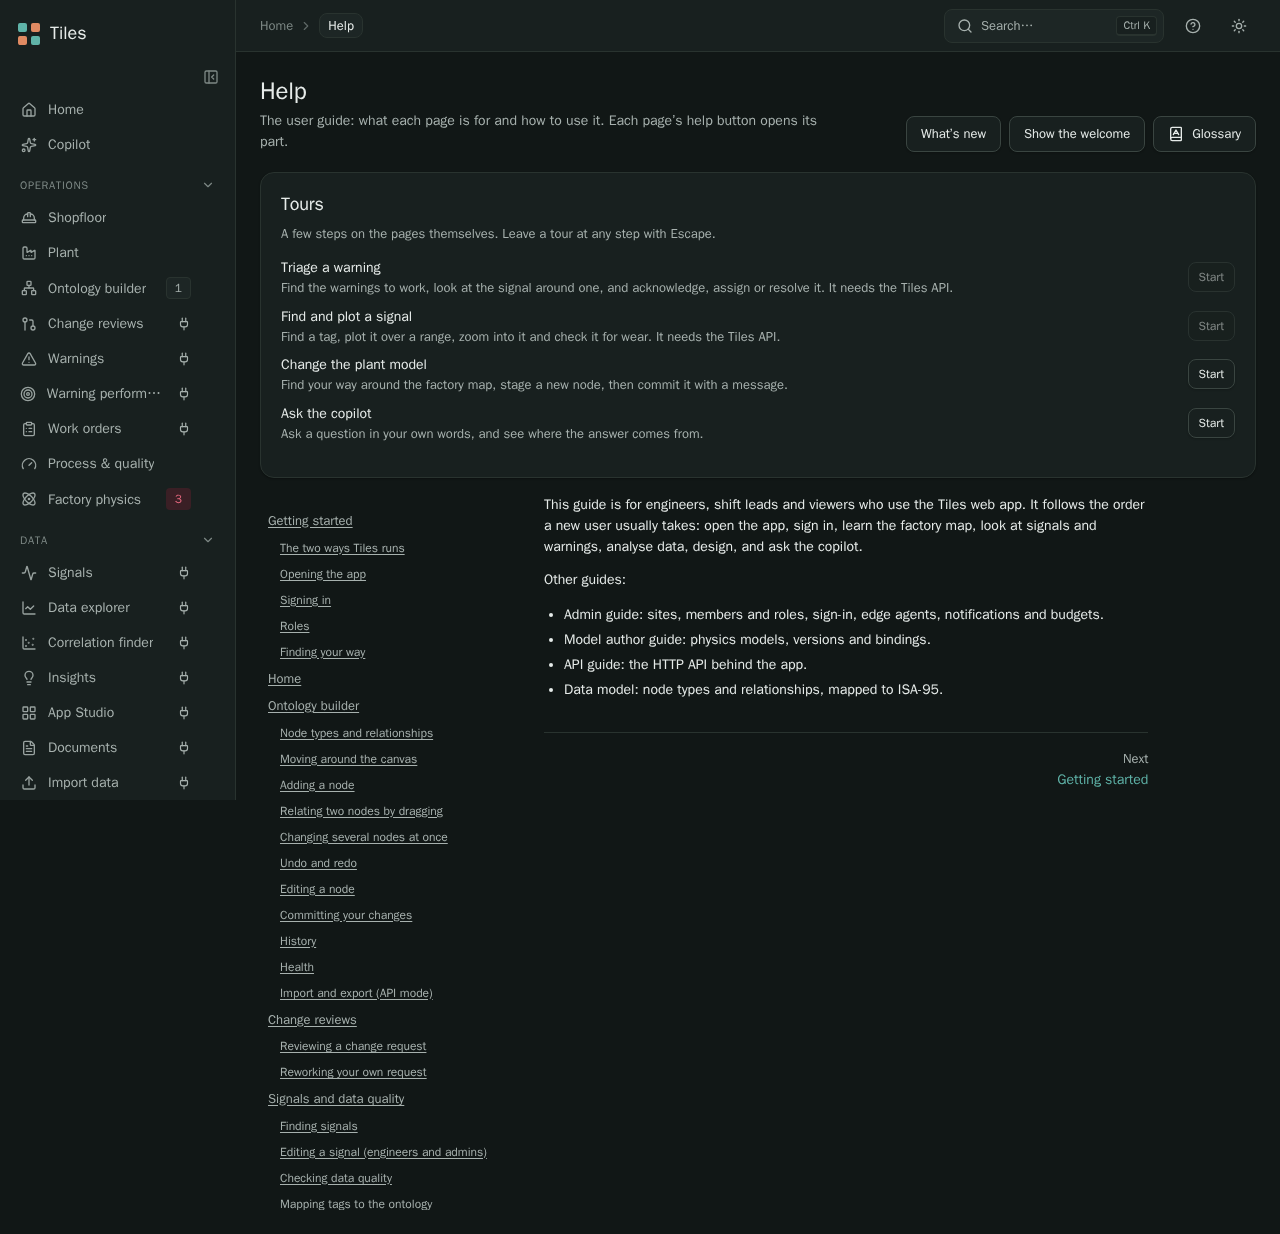 Tiles
Home
Copilot
OPERATIONS
Shopfloor
Plant
Ontology builder 1
Change reviews
Warnings
Warning perform···
Work orders
Process & quality
Factory physics 3
DATA
Signals
Data explorer
Correlation finder
Insights
App Studio
Documents
Import data
Home > Help
Search··· Ctrl K
Help
The user guide: what each page is for and how to use it. Each page's help button opens its
part.
What's new
Show the welcome
Glossary
Tours
A few steps on the pages themselves. Leave a tour at any step with Escape.
Triage a warning
Find the warnings to work, look at the signal around one, and acknowledge, assign or resolve it. It needs the Tiles API.
Start
Find and plot a signal
Find a tag, plot it over a range, zoom into it and check it for wear. It needs the Tiles API.
Start
Change the plant model
Find your way around the factory map, stage a new node, then commit it with a message.
Start
Ask the copilot
Ask a question in your own words, and see where the answer comes from.
Start
Getting started
The two ways Tiles runs
Opening the app
Signing in
Roles
Finding your way
Home
Ontology builder
Node types and relationships
Moving around the canvas
Adding a node
Relating two nodes by dragging
Changing several nodes at once
Undo and redo
Editing a node
Committing your changes
History
Health
Import and export (API mode)
Change reviews
Reviewing a change request
Reworking your own request
Signals and data quality
Finding signals
Editing a signal (engineers and admins)
Checking data quality
Mapping tags to the ontology
This guide is for engineers, shift leads and viewers who use the Tiles web app. It follows the order
a new user usually takes: open the app, sign in, learn the factory map, look at signals and
warnings, analyse data, design, and ask the copilot.
Other guides:
• Admin guide: sites, members and roles, sign-in, edge agents, notifications and budgets.
• Model author guide: physics models, versions and bindings.
• API guide: the HTTP API behind the app.
• Data model: node types and relationships, mapped to ISA-95.
Next
Getting started